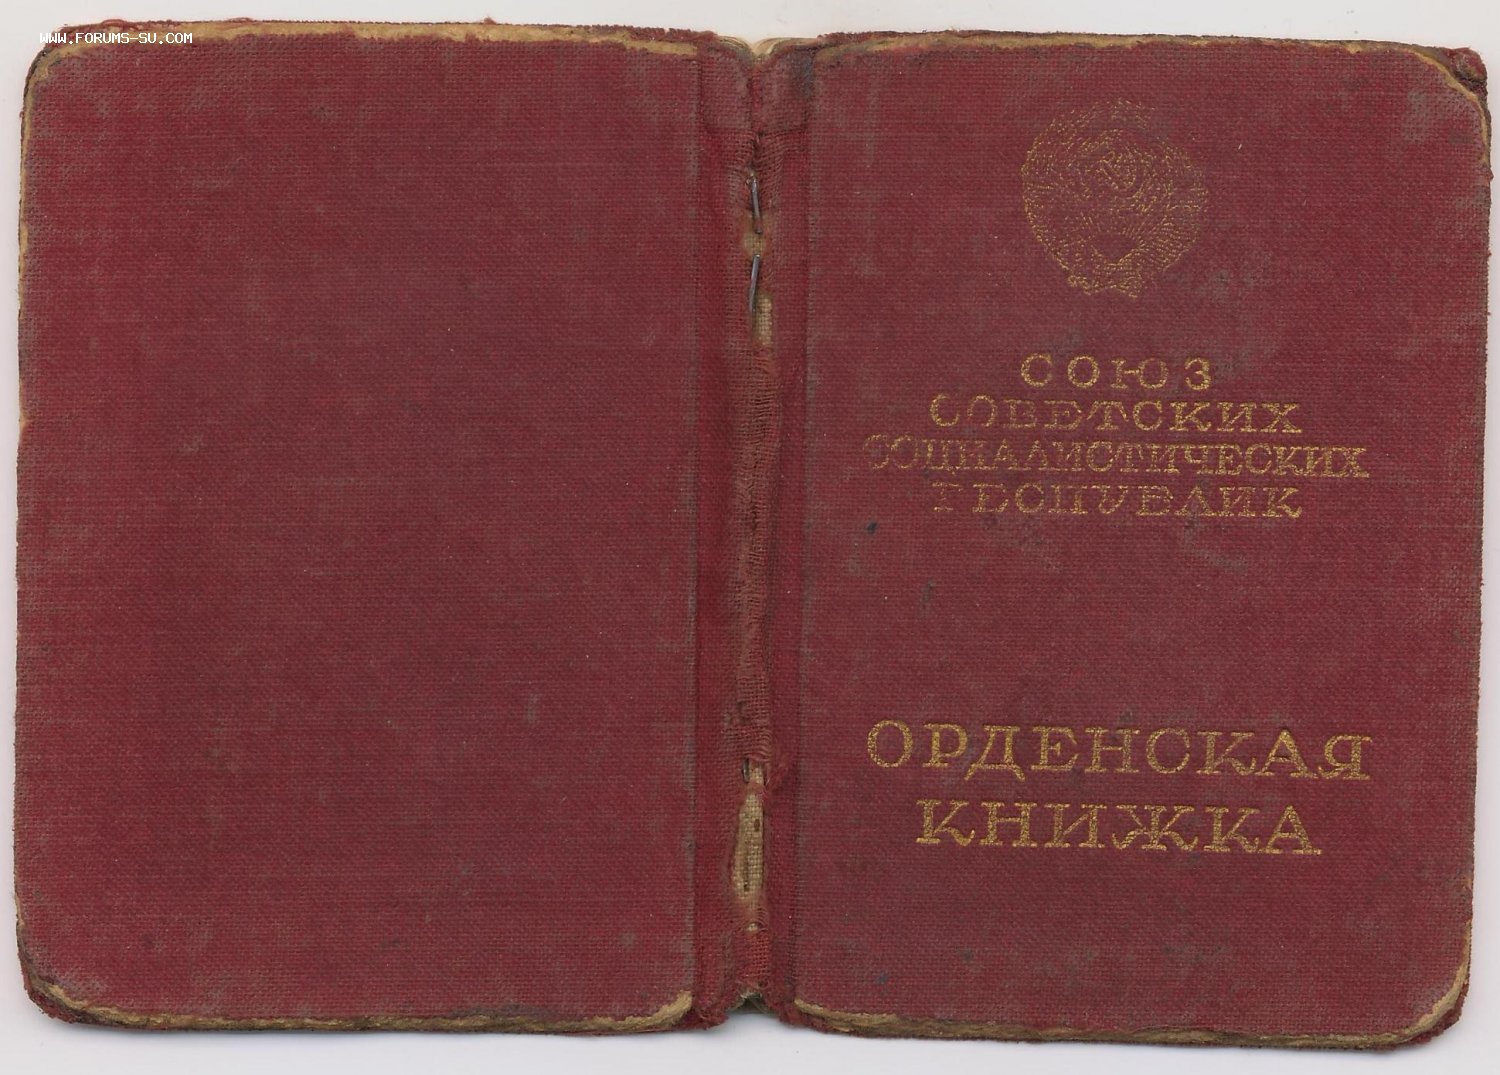 WWW.FORUMS-SU.COM
СОЮЗ
СОВЕТСКИХ
СОЦИАЛИСТИЧЕСКИХ
РЕСПУБЛИК
ОРДЕНСКАЯ
КНИЖКА